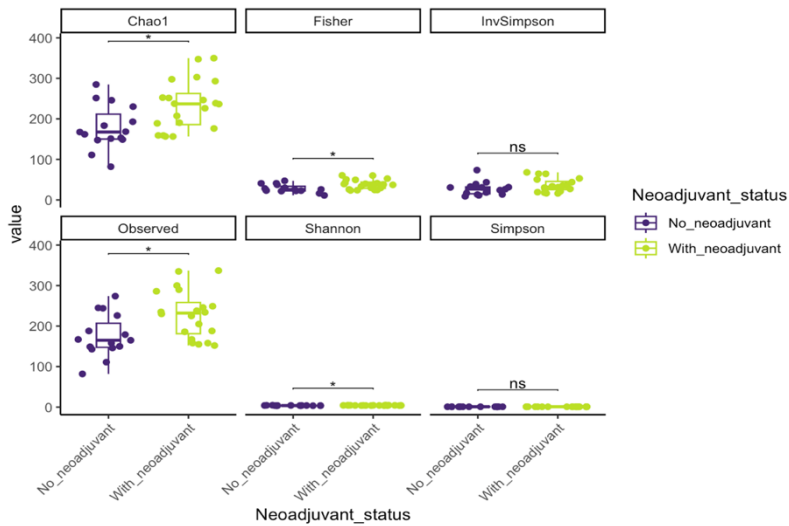 Chao1
Fisher
InvSimpson
400
300
200
100
0
*
*
ns
Observed
Shannon
Simpson
400
300
200
100
0
*
*
ns
value
No_neoadjuvant
With_neoadjuvant
No_neoadjuvant
With_neoadjuvant
No_neoadjuvant
With_neoadjuvant
Neoadjuvant_status
Neoadjuvant_status
No_neoadjuvant
With_neoadjuvant